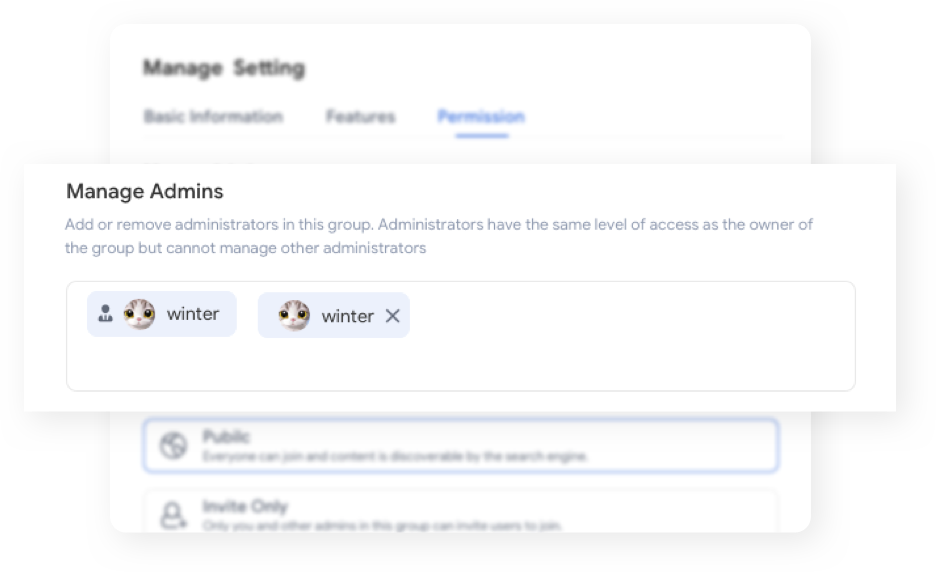 Manage Setting
Basic Information Features Permission
Manage Admins
Add or remove administrators in this group. Administrators have the same level of access as the owner of
the group but cannot manage other administrators
winter winter
Public
Everyone can join and content is discoverable by the search engine.
Invite Only
Only you and other admins in this group can invite users to join.